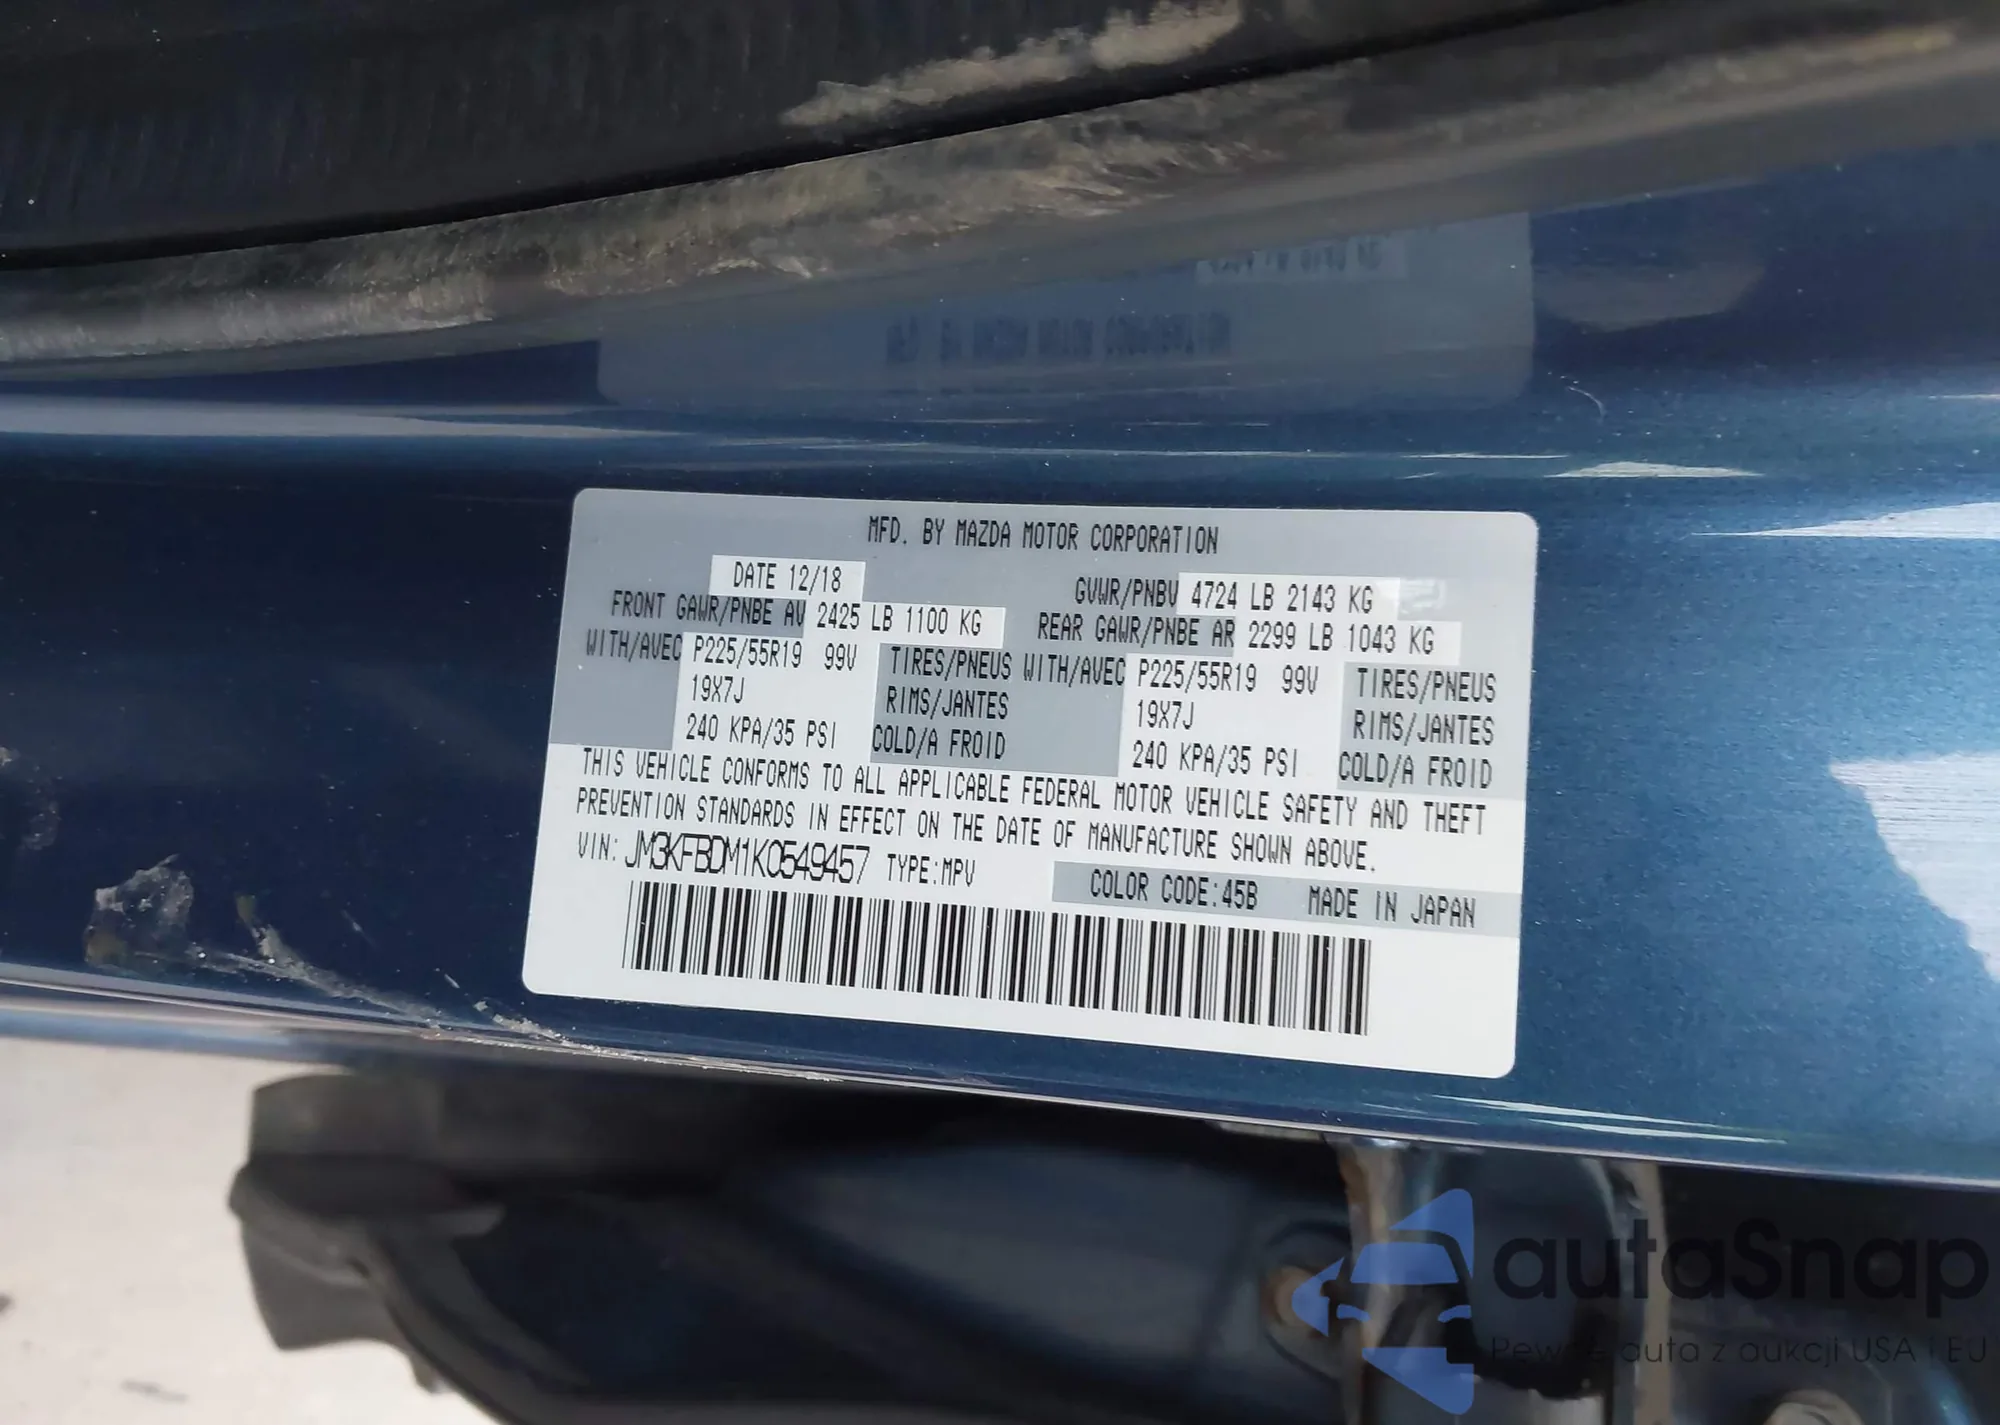 MFD. BY MAZDA MOTOR CORPORATION
DATE 12/18 GVWR/PNBV 4724 LB 2143 KG
FRONT GAWR/PNBE AV 2425 LB 1100 KG REAR GAWR/PNBE AR 2299 LB 1043 KG
WITH/AVEC P225/55R19 99V TIRES/PNEUS WITH/AVEC P225/55R19 99V TIRES/PNEUS
19X7J RIMS/JANTES 19X7J RIMS/JANTES
240 KPA/35 PSI COLD/A FROID 240 KPA/35 PSI COLD/A FROID
THIS VEHICLE CONFORMS TO ALL APPLICABLE FEDERAL MOTOR VEHICLE SAFETY AND THEFT
PREVENTION STANDARDS IN EFFECT ON THE DATE OF MANUFACTURE SHOWN ABOVE.
VIN: JM3KFBDM1K0549457 TYPE:MPV COLOR CODE:45B MADE IN JAPAN
autaSnap
Pewne auta z aukcji USA i EU